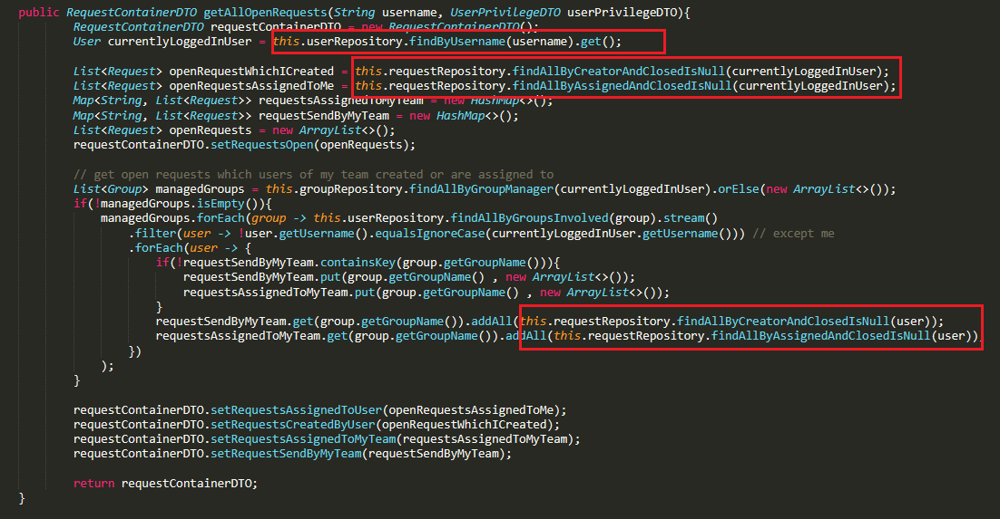 public RequestContainerDTO getAllOpenRequests(String username, UserPrivilegeDTO userPrivilegeDTO){
RequestContainerDTO requestContainerDTO = new RequestContainerDTO();
User currentlyLoggedInUser = this.userRepository.findByUsername(username).get();
List<Request> openRequestWhichICreated = this.requestRepository.findAllByCreatorAndClosedIsNull(currentlyLoggedInUser);
List<Request> openRequestsAssignedToMe = this.requestRepository.findAllByAssignedAndClosedIsNull(currentlyLoggedInUser);
Map<String, List<Request>> requestsAssignedToMyTeam = new HashMap<>();
Map<String, List<Request>> requestSendByMyTeam = new HashMap<>();
List<Request> openRequests = new ArrayList<>();
requestContainerDTO.setRequestsOpen(openRequests);
// get open requests which users of my team created or are assigned to
List<Group> managedGroups = this.groupRepository.findAllByGroupManager(currentlyLoggedInUser).orElse(new ArrayList<>());
if(!managedGroups.isEmpty()){
managedGroups.forEach(group -> this.userRepository.findAllByGroupsInvolved(group).stream()
.filter(user -> !user.getUsername().equalsIgnoreCase(currentlyLoggedInUser.getUsername())) // except me
.forEach(user -> {
if(!requestSendByMyTeam.containsKey(group.getGroupName())){
requestSendByMyTeam.put(group.getGroupName() , new ArrayList<>());
requestsAssignedToMyTeam.put(group.getGroupName() , new ArrayList<>());
}
requestSendByMyTeam.get(group.getGroupName()).addAll(this.requestRepository.findAllByCreatorAndClosedIsNull(user));
requestsAssignedToMyTeam.get(group.getGroupName()).addAll(this.requestRepository.findAllByAssignedAndClosedIsNull(user))
})
);
}
requestContainerDTO.setRequestsAssignedToUser(openRequestsAssignedToMe);
requestContainerDTO.setRequestsCreatedByUser(openRequestWhichICreated);
requestContainerDTO.setRequestsAssignedToMyTeam(requestsAssignedToMyTeam);
requestContainerDTO.setRequestsSendByMyTeam(requestSendByMyTeam);
return requestContainerDTO;
}